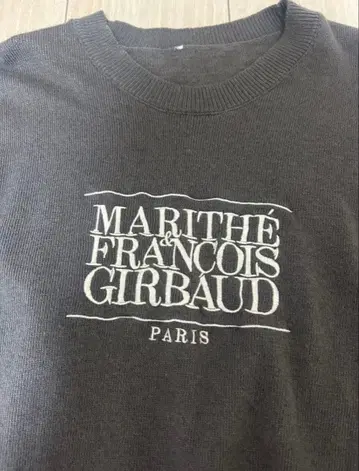 MARITHÉ
&
FRANÇOIS
GIRBAUD
PARIS